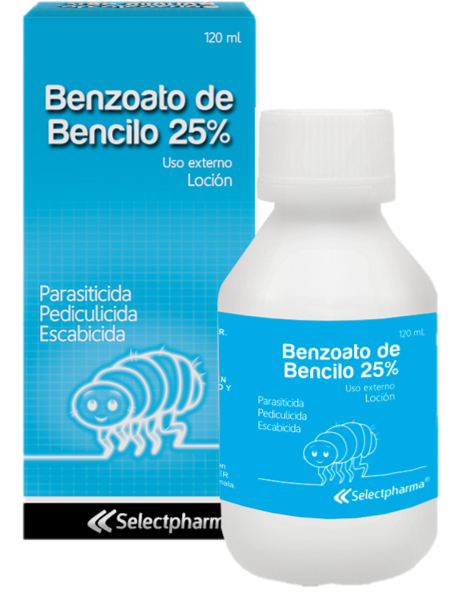 120 ml
Benzoato de
Bencilo 25%
Uso externo
Loción
Parasiticida
Pediculicida
Escabicida
Selectpharm
120 mL
Benzoato de
Bencilo 25%
Uso externo
Loción
Parasiticida
Pediculicida
Escabicida
Selectpharma®